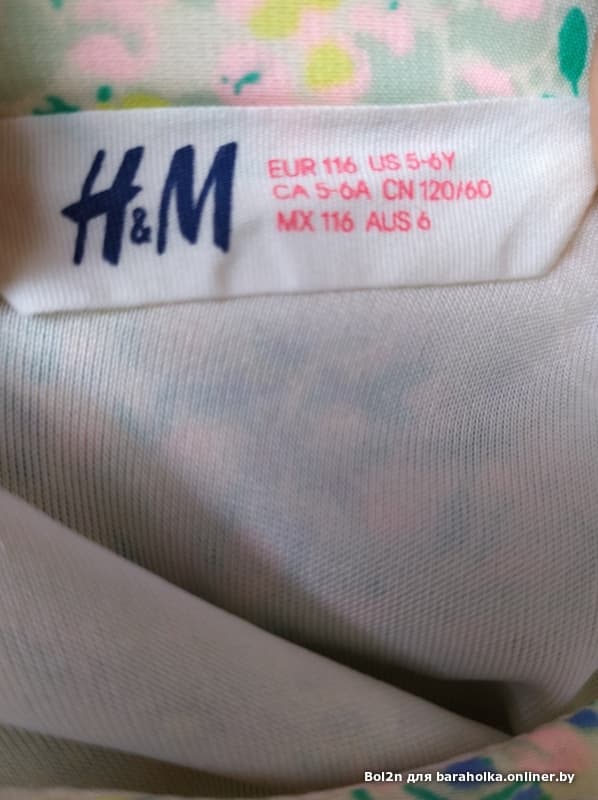 H&M
EUR 116 US 5-6Y
CA 5-6A CN 120/60
MX 116 AUS 6
Bol2n для baraholka.onliner.by